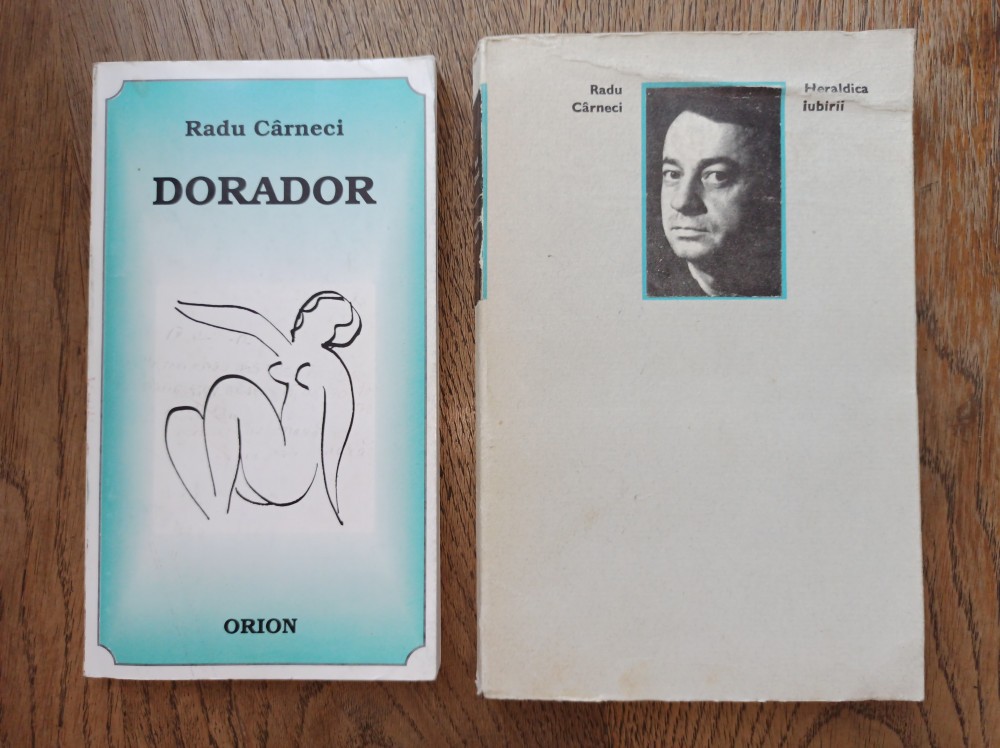 Radu Cârneci
DORADOR
ORION
Radu
Cârneci
Heraldica
iubirii